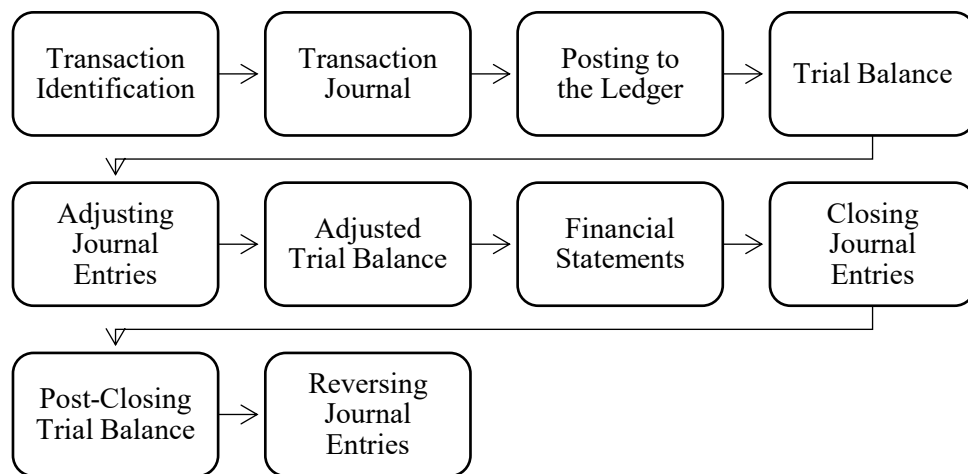 Transaction
Identification
Transaction
Journal
Posting to
the Ledger
Trial Balance
Adjusting
Journal
Entries
Adjusted
Trial Balance
Financial
Statements
Closing
Journal
Entries
Post-Closing
Trial Balance
Reversing
Journal
Entries